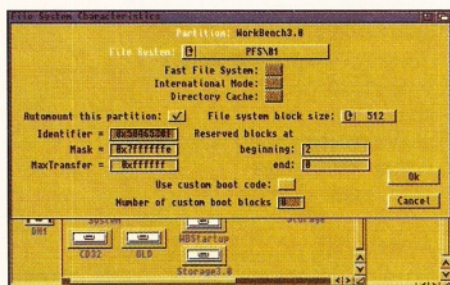 File System Characteristics
Partition: WorkBench3.0
File System: PFS\01
Fast File System:
International Mode:
Directory Cache:
Automount this partition: File system block size: 512
Identifier = 0x50465301 Reserved blocks at
Mask = 0x7ffffffe beginning: 2
MaxTransfer = 0xffffff end: 0
Use custom boot code:
Ok
Number of custom boot blocks 0
Cancel
DH1
System
Storage
CD32
OLD
WBStartup
Storage3.0